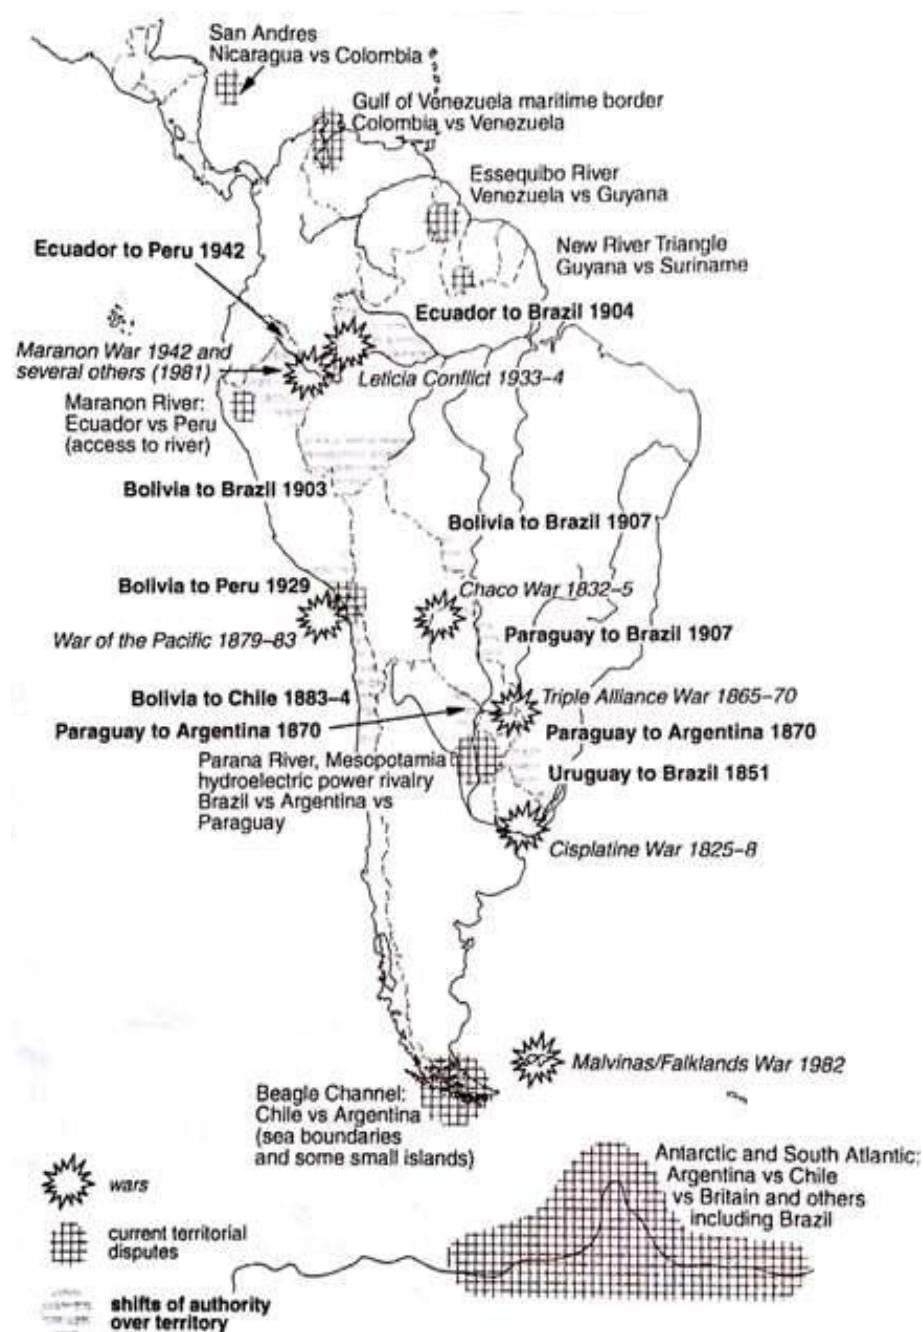 San Andres
Nicaragua vs Colombia
Gulf of Venezuela maritime border
Colombia vs Venezuela
Essequibo River
Venezuela vs Guyana
New River Triangle
Guyana vs Suriname
Ecuador to Peru 1942
Ecuador to Brazil 1904
Maranon War 1942 and
several others (1981)
Leticia Conflict 1933–4
Maranon River:
Ecuador vs Peru
(access to river)
Bolivia to Brazil 1903
Bolivia to Brazil 1907
Bolivia to Peru 1929
Chaco War 1832–5
War of the Pacific 1879–83
Paraguay to Brazil 1907
Bolivia to Chile 1883–4
Triple Alliance War 1865–70
Paraguay to Argentina 1870
Paraguay to Argentina 1870
Parana River, Mesopotamia
hydroelectric power rivalry
Brazil vs Argentina vs
Paraguay
Uruguay to Brazil 1851
Cisplatine War 1825–8
Malvinas/Falklands War 1982
Beagle Channel:
Chile vs Argentina
(sea boundaries
and some small islands)
Antarctic and South Atlantic:
Argentina vs Chile
vs Britain and others
including Brazil
wars
current territorial
disputes
shifts of authority
over territory